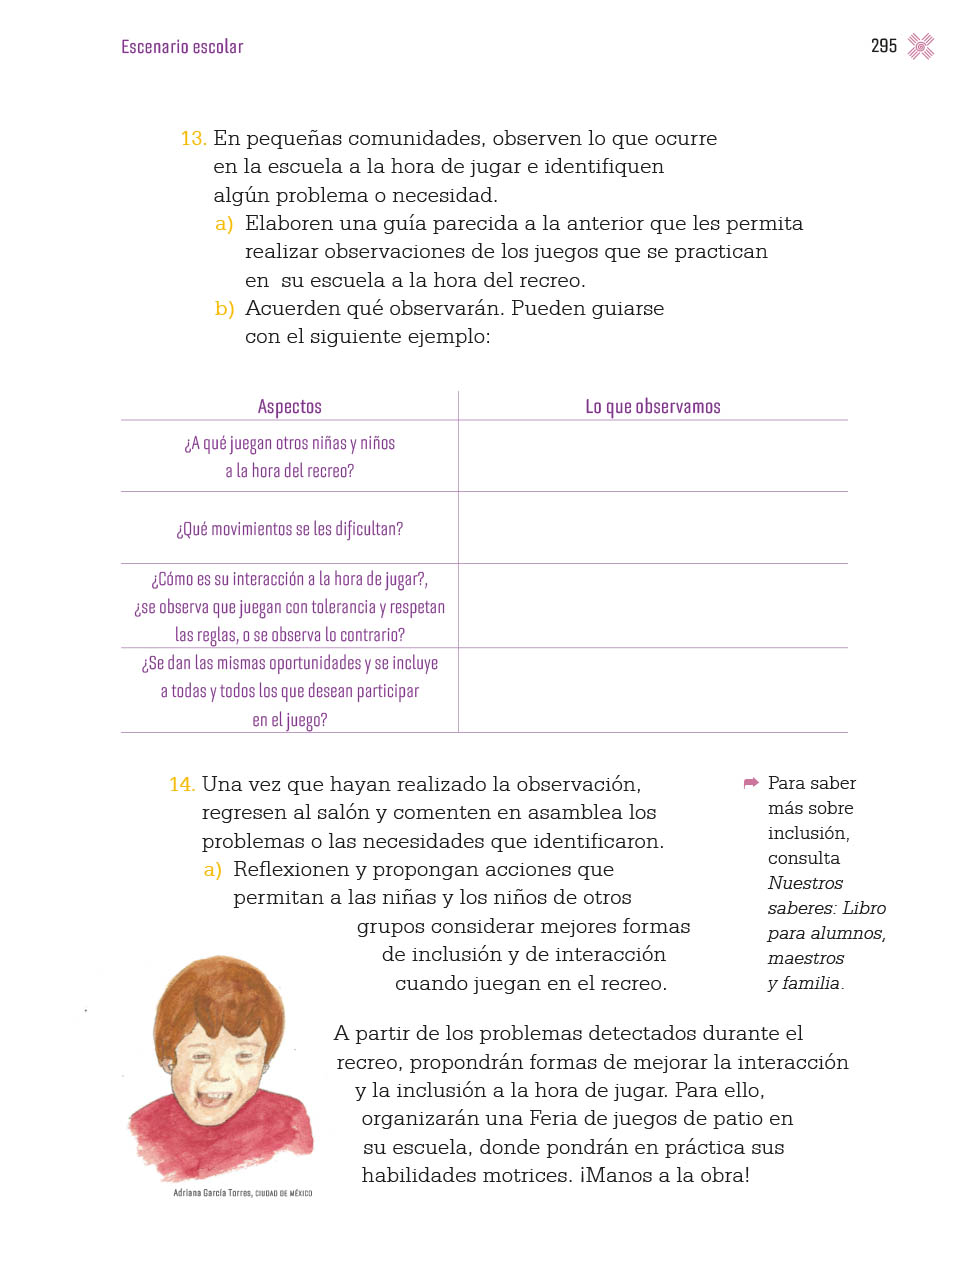 Escenario escolar
295
13. En pequeñas comunidades, observen lo que ocurre
en la escuela a la hora de jugar e identifiquen
algún problema o necesidad.
a) Elaboren una guía parecida a la anterior que les permita
realizar observaciones de los juegos que se practican
en su escuela a la hora del recreo.
b) Acuerden qué observarán. Pueden guiarse
con el siguiente ejemplo:
Aspectos
Lo que observamos
¿A qué juegan otros niñas y niños
a la hora del recreo?
¿Qué movimientos se les dificultan?
¿Cómo es su interacción a la hora de jugar?,
¿se observa que juegan con tolerancia y respetan
las reglas, o se observa lo contrario?
¿Se dan las mismas oportunidades y se incluye
a todas y todos los que desean participar
en el juego?
14. Una vez que hayan realizado la observación,
regresen al salón y comenten en asamblea los
problemas o las necesidades que identificaron.
a) Reflexionen y propongan acciones que
permitan a las niñas y los niños de otros
grupos considerar mejores formas
de inclusión y de interacción
cuando juegan en el recreo.
Para saber
más sobre
inclusión,
consulta
Nuestros
saberes: Libro
para alumnos,
maestros
y familia.
A partir de los problemas detectados durante el
recreo, propondrán formas de mejorar la interacción
y la inclusión a la hora de jugar. Para ello,
organizarán una Feria de juegos de patio en
su escuela, donde pondrán en práctica sus
habilidades motrices. ¡Manos a la obra!
Adriana García Torres, CIUDAD DE MÉXICO